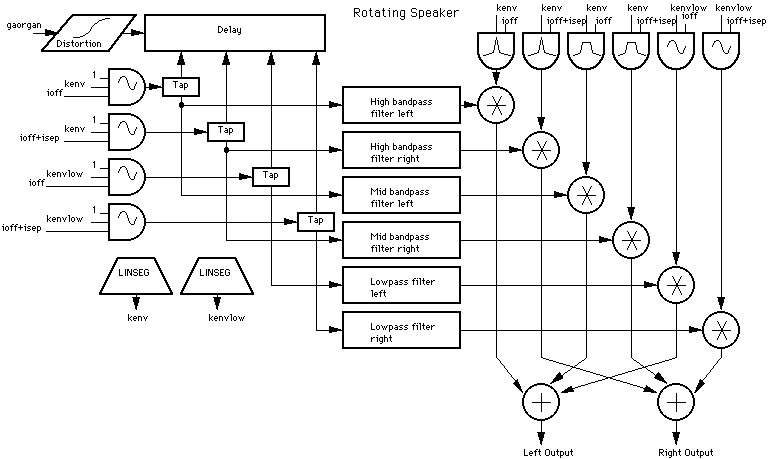 Rotating Speaker
kenv
ioff
kenv
ioff+isep
kenv
ioff
kenv
ioff+isep
kenvlow
ioff
kenvlow
ioff+isep
gaorgan
Distortion
Delay
1
kenv
ioff
Tap
High bandpass
filter left
1
kenv
ioff+isep
Tap
High bandpass
filter right
1
kenvlow
ioff
Tap
Mid bandpass
filter left
1
kenvlow
ioff+isep
Tap
Mid bandpass
filter right
LINSEG
LINSEG
Lowpass filter
left
kenv
kenvlow
Lowpass filter
right
Left Output
Right Output